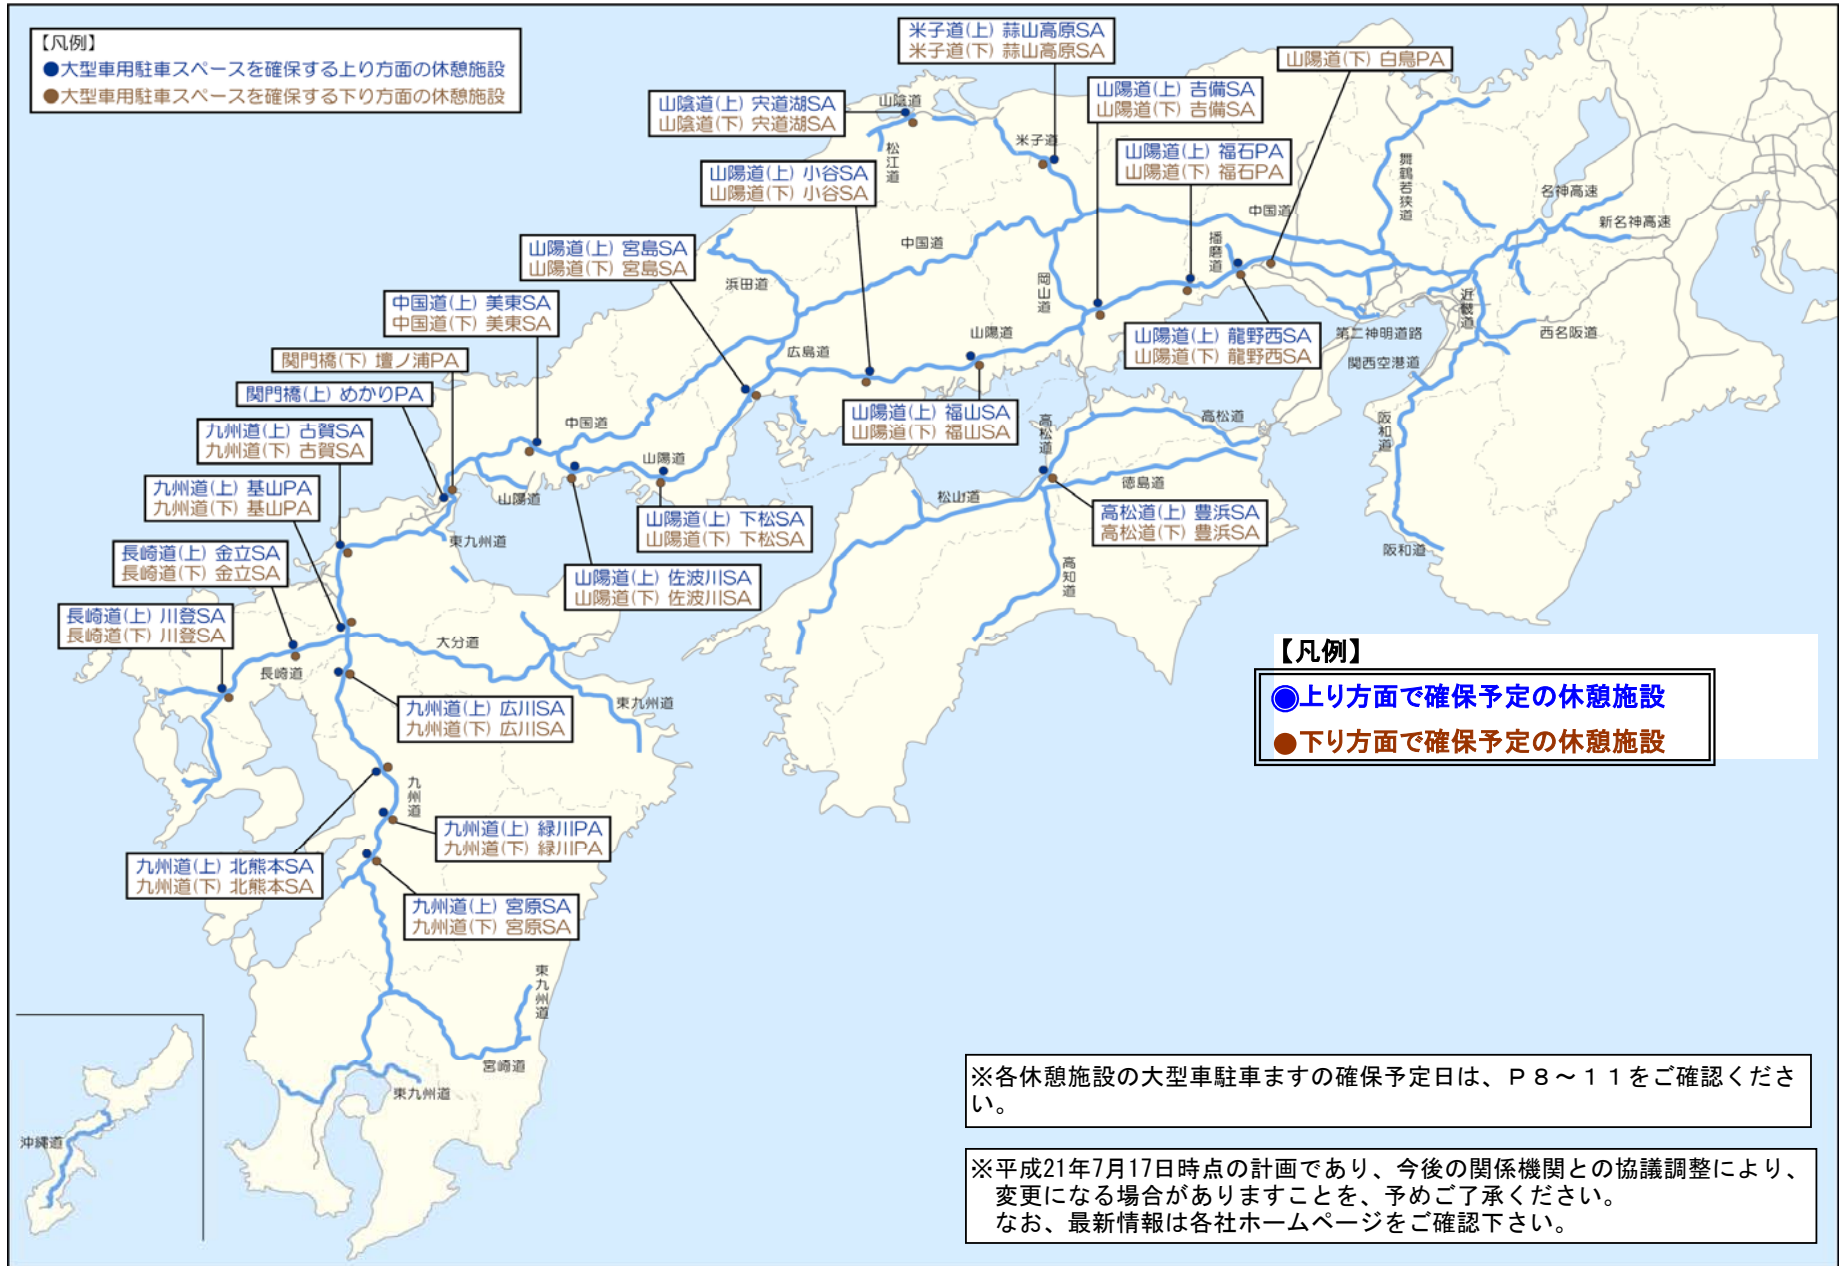 【凡例】
●大型車用駐車スペースを確保する上り方面の休憩施設
●大型車用駐車スペースを確保する下り方面の休憩施設
米子道(上) 蒜山高原SA
米子道(下) 蒜山高原SA
山陽道(下) 白鳥PA
山陽道(上) 吉備SA
山陽道(下) 吉備SA
山陰道(上) 宍道湖SA
山陰道(下) 宍道湖SA
山陰道
米子道
松江道
山陽道(上) 福石PA
山陽道(下) 福石PA
山陽道(上) 小谷SA
山陽道(下) 小谷SA
舞鶴若狭道
名神高速
新名神高速
中国道
中国道
播磨道
山陽道(上) 宮島SA
山陽道(下) 宮島SA
浜田道
岡山道
中国道(上) 美東SA
中国道(下) 美東SA
近畿道
山陽道
山陽道(上) 龍野西SA
山陽道(下) 龍野西SA
第二神明道路
西名阪道
関西空港道
広島道
関門橋(下) 壇ノ浦PA
関門橋(上) めかりPA
山陽道(上) 福山SA
山陽道(下) 福山SA
高松道
高松道
阪和道
九州道(上) 古賀SA
九州道(下) 古賀SA
中国道
山陽道
山陽道
九州道(上) 基山PA
九州道(下) 基山PA
松山道
徳島道
山陽道(上) 下松SA
山陽道(下) 下松SA
高松道(上) 豊浜SA
高松道(下) 豊浜SA
東九州道
阪和道
長崎道(上) 金立SA
長崎道(下) 金立SA
高知道
山陽道(上) 佐波川SA
山陽道(下) 佐波川SA
長崎道(上) 川登SA
長崎道(下) 川登SA
大分道
長崎道
東九州道
九州道(上) 広川SA
九州道(下) 広川SA
【凡例】
◉上り方面で確保予定の休憩施設
●下り方面で確保予定の休憩施設
九州道
九州道(上) 緑川PA
九州道(下) 緑川PA
九州道(上) 北熊本SA
九州道(下) 北熊本SA
九州道(上) 宮原SA
九州道(下) 宮原SA
東九州道
宮崎道
東九州道
沖縄道
※各休憩施設の大型車駐車ますの確保予定日は、Ｐ８～１１をご確認くださ
い。
※平成21年7月17日時点の計画であり、今後の関係機関との協議調整により、
変更になる場合がありますことを、予めご了承ください。
なお、最新情報は各社ホームページをご確認下さい。